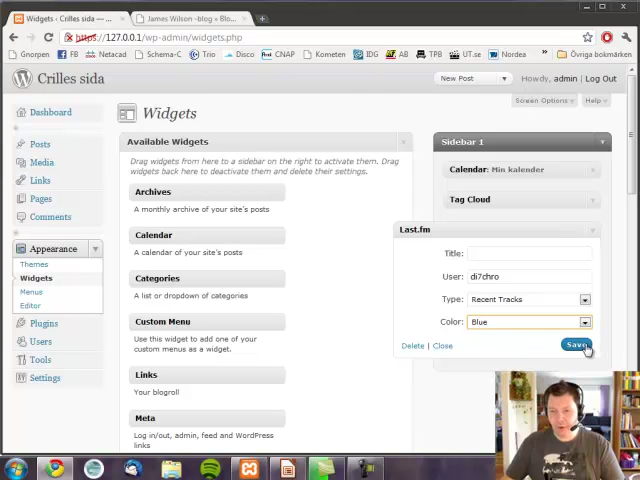 Widgets ‹ Crilles sida — ...
James Wilson -blog » Blo...
https://127.0.0.1/wp-admin/widgets.php
Gnorpen
FB
Netacad
Schema-C
Trio
Disco
CNAP
Kometen
IDG
AB
TPB
UT.se
Nordea
»
Övriga bokmärken
Crilles sida
New Post
Howdy, admin | Log Out
Screen Options
Help
Widgets
Dashboard
Posts
Media
Links
Pages
Comments
Appearance
Themes
Widgets
Menus
Editor
Plugins
Users
Tools
Settings
Available Widgets
Drag widgets from here to a sidebar on the right to activate them. Drag
widgets back here to deactivate them and delete their settings.
Archives
A monthly archive of your site's posts
Calendar
A calendar of your site's posts
Categories
A list or dropdown of categories
Custom Menu
Use this widget to add one of your
custom menus as a widget.
Links
Your blogroll
Meta
Log in/out, admin, feed and WordPress
links
Sidebar 1
Calendar: Min kalender
Tag Cloud
Last.fm
Title:
User: di7chro
Type: Recent Tracks
Color: Blue
Delete | Close
Save